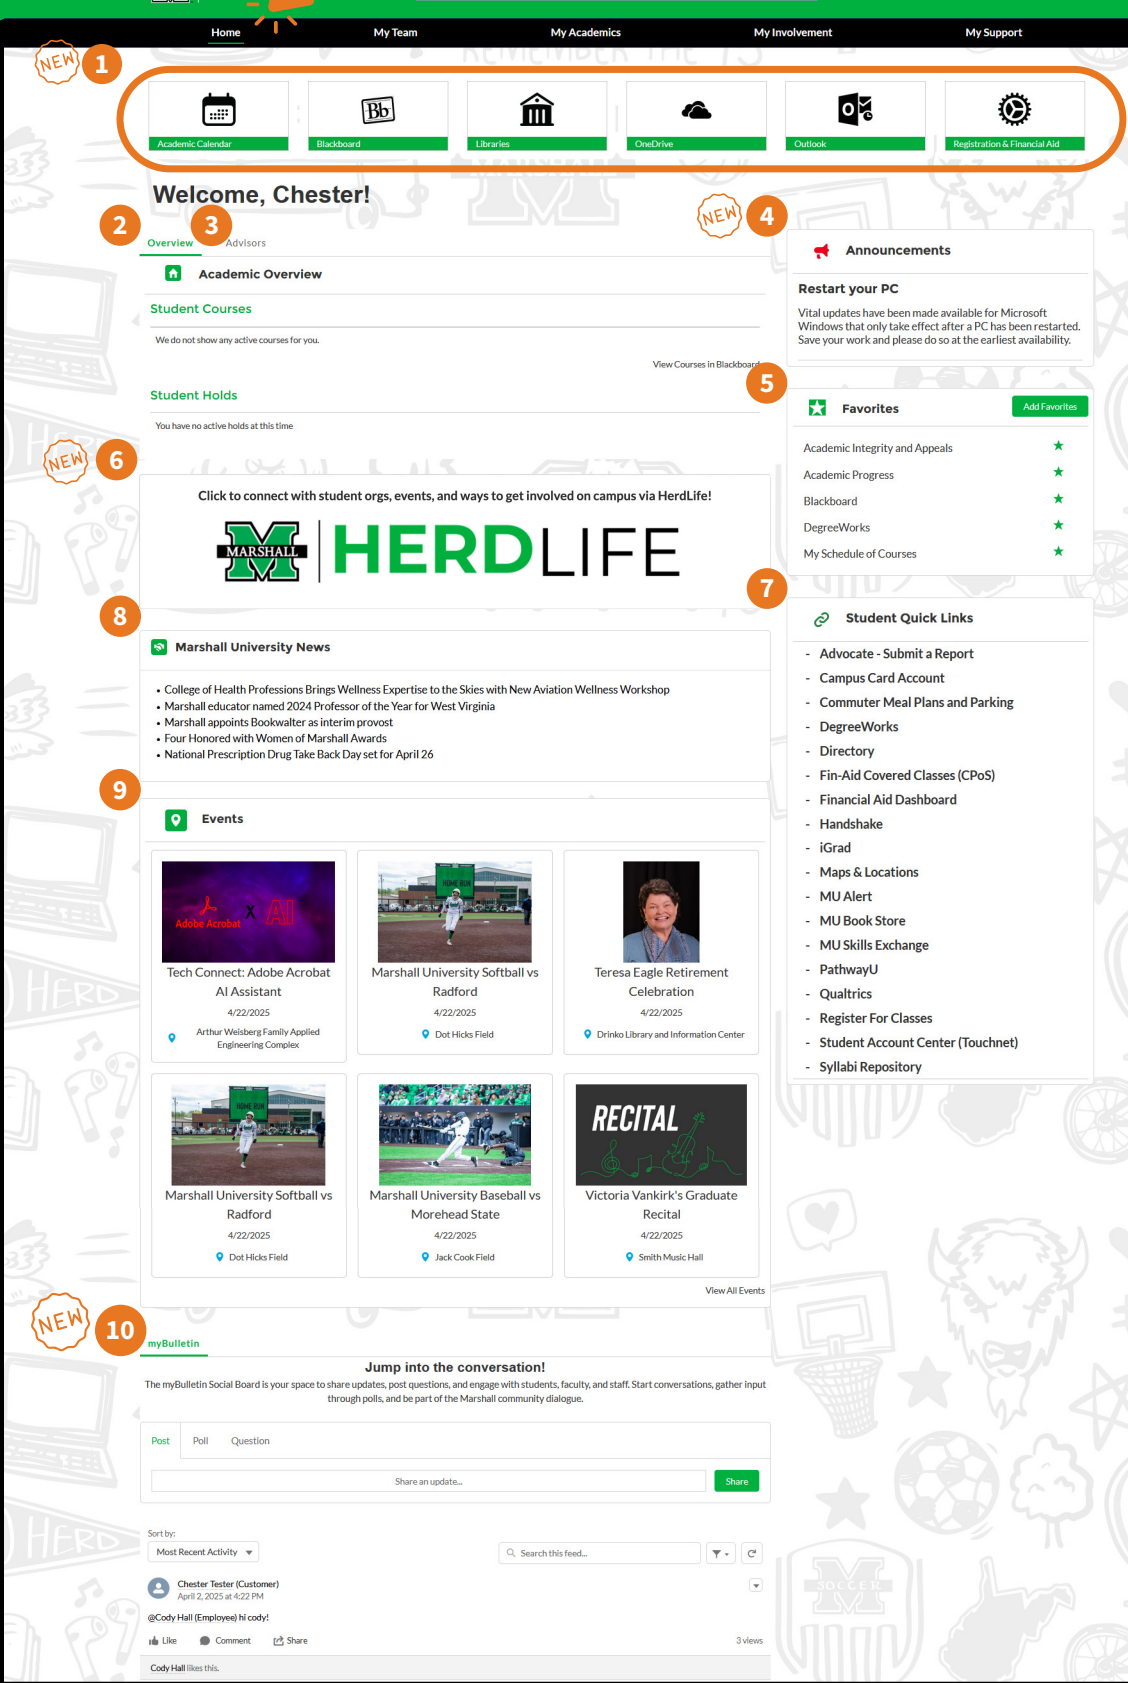 Home
My Team
My Academics
My Involvement
My Support
REMEMBER THE 75
NEW
1
Academic Calendar
Bb
Blackboard
Libraries
OneDrive
Outlook
Registration & Financial Aid
Welcome, Chester!
NEW
4
2
3
Overview
Advisors
Academic Overview
Student Courses
We do not show any active courses for you.
View Courses in Blackboard
Student Holds
You have no active holds at this time
Announcements
Restart your PC
Vital updates have been made available for Microsoft
Windows that only take effect after a PC has been restarted.
Save your work and please do so at the earliest availability.
5
Favorites
Add Favorites
Academic Integrity and Appeals
Academic Progress
Blackboard
DegreeWorks
My Schedule of Courses
NEW
6
Click to connect with student orgs, events, and ways to get involved on campus via HerdLife!
MARSHALL
HERDLIFE
7
Student Quick Links
- Advocate - Submit a Report
- Campus Card Account
- Commuter Meal Plans and Parking
- DegreeWorks
- Directory
- Fin-Aid Covered Classes (CPoS)
- Financial Aid Dashboard
- Handshake
- iGrad
- Maps & Locations
- MU Alert
- MU Book Store
- MU Skills Exchange
- PathwayU
- Qualtrics
- Register For Classes
- Student Account Center (Touchnet)
- Syllabi Repository
8
Marshall University News
• College of Health Professions Brings Wellness Expertise to the Skies with New Aviation Wellness Workshop
• Marshall educator named 2024 Professor of the Year for West Virginia
• Marshall appoints Bookwalter as interim provost
• Four Honored with Women of Marshall Awards
• National Prescription Drug Take Back Day set for April 26
9
Events
Adobe Acrobat X AI
Tech Connect: Adobe Acrobat
AI Assistant
4/22/2025
Arthur Weisberg Family Applied
Engineering Complex
HOME RUN
Marshall University Softball vs
Radford
4/22/2025
Dot Hicks Field
Teresa Eagle Retirement
Celebration
4/22/2025
Drinko Library and Information Center
HOME RUN
Marshall University Softball vs
Radford
4/22/2025
Dot Hicks Field
Marshall University Baseball vs
Morehead State
4/22/2025
Jack Cook Field
RECITAL
Victoria Vankirk's Graduate
Recital
4/22/2025
Smith Music Hall
View All Events
NEW
10
myBulletin
Jump into the conversation!
The myBulletin Social Board is your space to share updates, post questions, and engage with students, faculty, and staff. Start conversations, gather input
through polls, and be part of the Marshall community dialogue.
Post
Poll
Question
Share an update...
Share
Sort by:
Most Recent Activity
Search this feed...
Chester Tester (Customer)
April 2, 2025 at 4:22 PM
@Cody Hall (Employee) hi cody!
Like
Comment
Share
3 views
Cody Hall likes this.
HERD
HERD
SOCCER